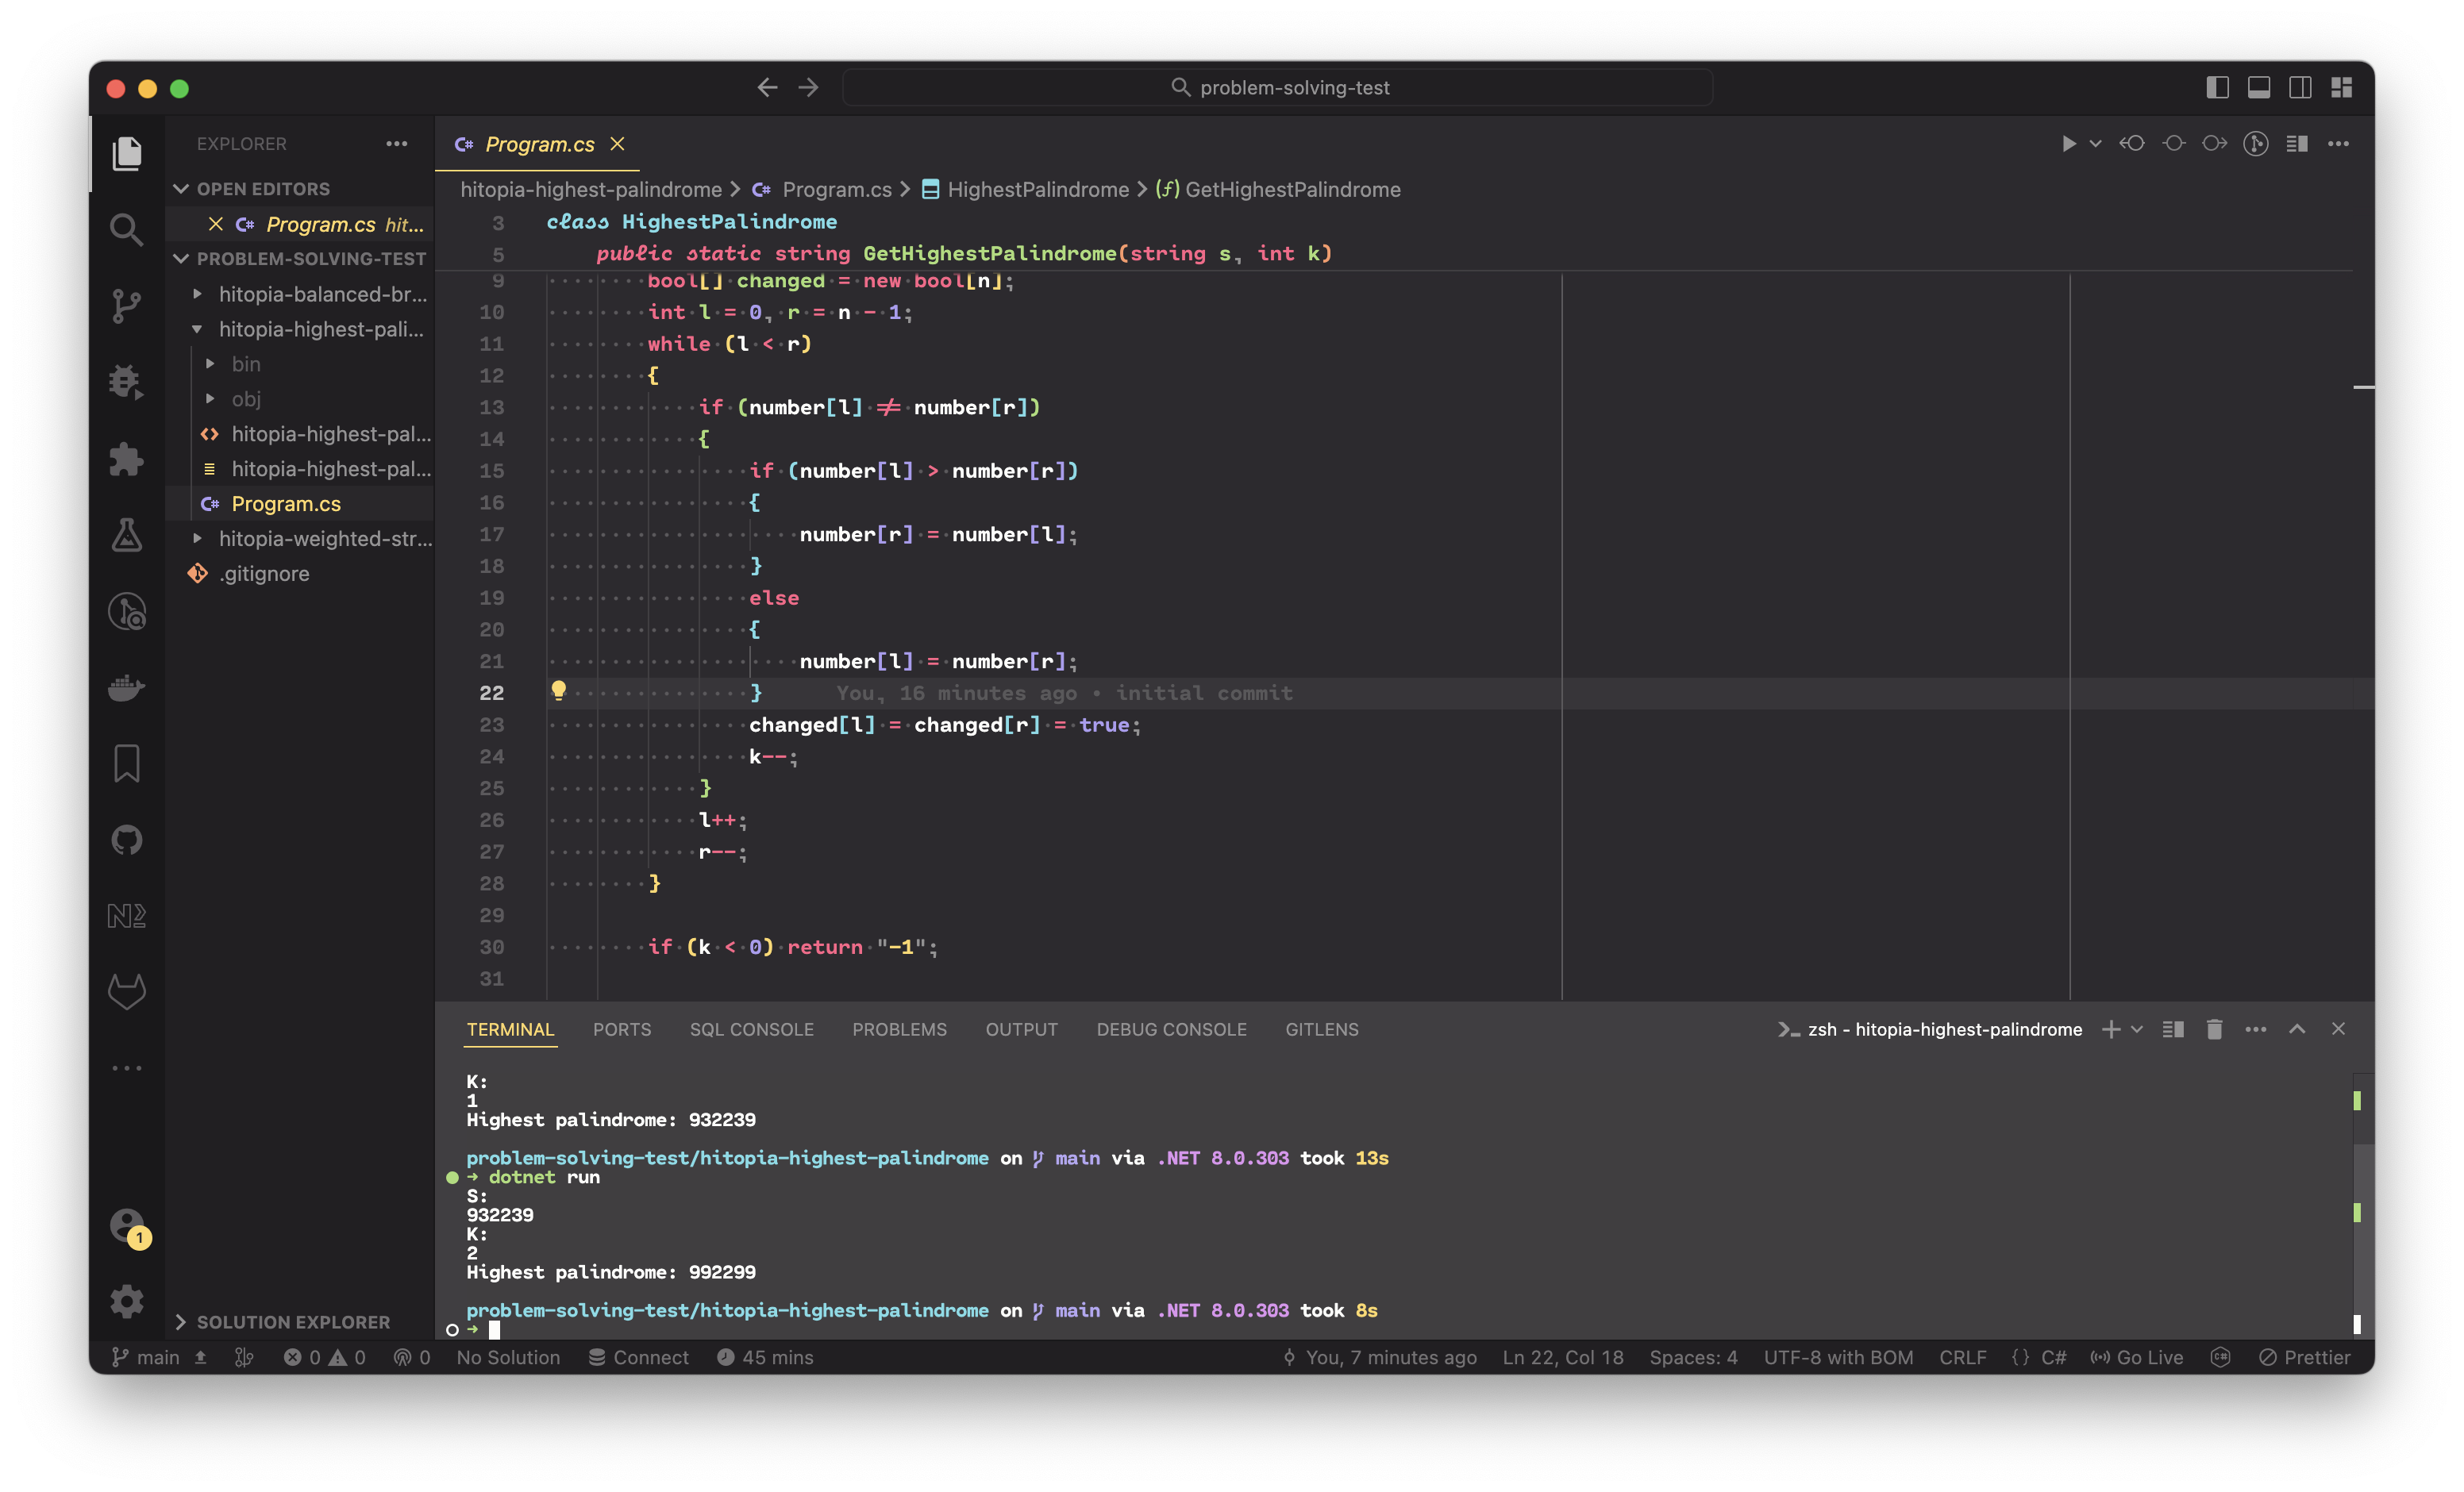 problem-solving-test
EXPLORER
OPEN EDITORS
Program.cs hit...
PROBLEM-SOLVING-TEST
hitopia-balanced-br...
hitopia-highest-pali...
bin
obj
hitopia-highest-pal...
hitopia-highest-pal...
C# Program.cs
hitopia-weighted-str...
.gitignore
SOLUTION EXPLORER
Program.cs
hitopia-highest-palindrome > Program.cs > HighestPalindrome > GetHighestPalindrome
3 class HighestPalindrome
5 public static string GetHighestPalindrome(string s, int k)
9 bool[] changed = new bool[n];
10 int l = 0, r = n - 1;
11 while (l < r)
12 {
13 if (number[l] ≠ number[r])
14 {
15 if (number[l] > number[r])
16 {
17 number[r] = number[l];
18 }
19 else
20 {
21 number[l] = number[r];
22 } You, 16 minutes ago • initial commit
23 changed[l] = changed[r] = true;
24 k--;
25 }
26 l++;
27 r--;
28 }
29
30 if (k < 0) return "-1";
31
TERMINAL PORTS SQL CONSOLE PROBLEMS OUTPUT DEBUG CONSOLE GITLENS
zsh - hitopia-highest-palindrome
K:
1
Highest palindrome: 932239
problem-solving-test/hitopia-highest-palindrome on main via .NET 8.0.303 took 13s
➜ dotnet run
S:
932239
K:
2
Highest palindrome: 992299
problem-solving-test/hitopia-highest-palindrome on main via .NET 8.0.303 took 8s
➜
1
main 0 0 0 No Solution Connect 45 mins
You, 7 minutes ago Ln 22, Col 18 Spaces: 4 UTF-8 with BOM CRLF {} C# Go Live Prettier